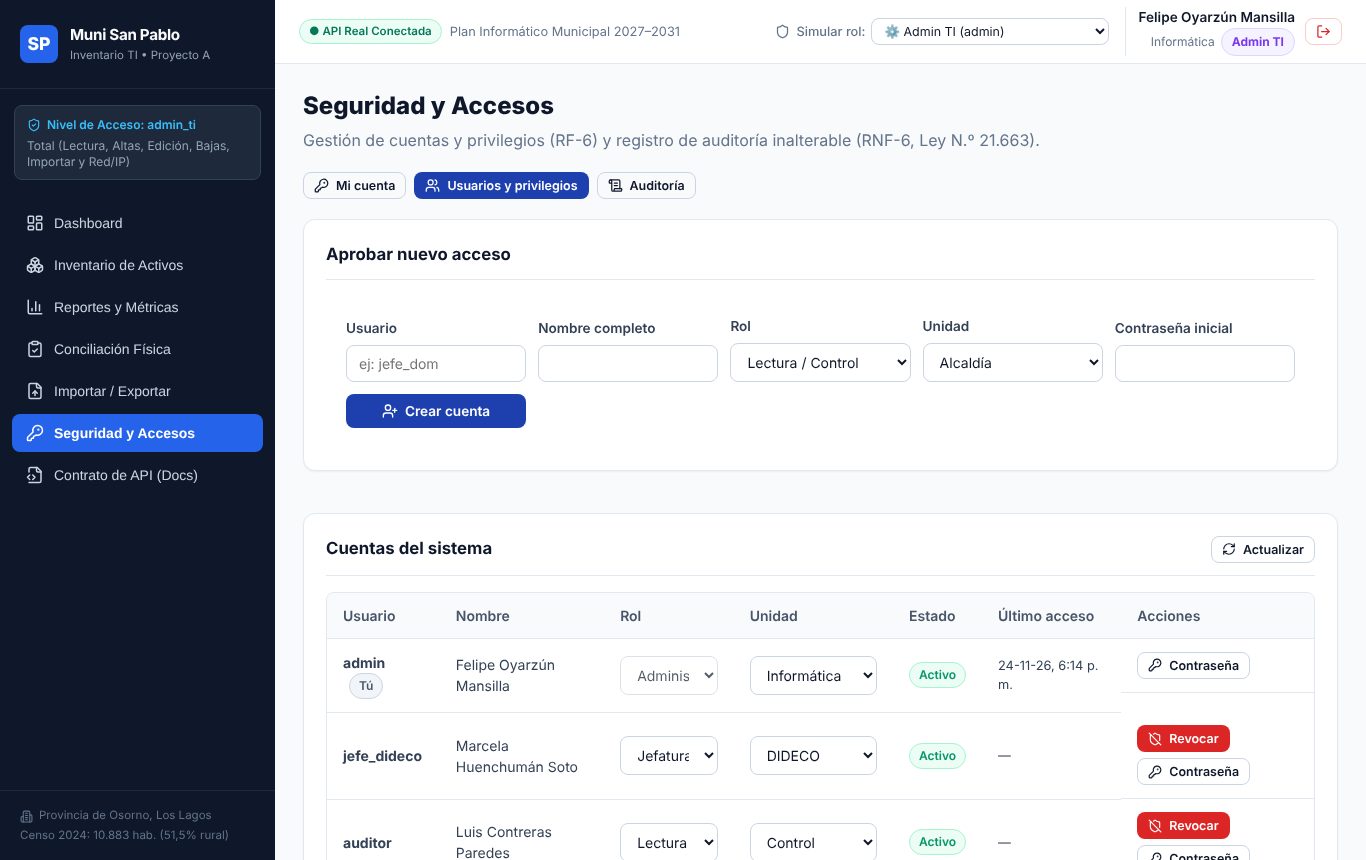 SP
Muni San Pablo
Inventario TI • Proyecto A
Nivel de Acceso: admin_ti
Total (Lectura, Altas, Edición, Bajas,
Importar y Red/IP)
Dashboard
Inventario de Activos
Reportes y Métricas
Conciliación Física
Importar / Exportar
Seguridad y Accesos
Contrato de API (Docs)
Provincia de Osorno, Los Lagos
Censo 2024: 10.883 hab. (51,5% rural)
API Real Conectada
Plan Informático Municipal 2027–2031
Simular rol:
Admin TI (admin)
Felipe Oyarzún Mansilla
Informática
Admin TI
Seguridad y Accesos
Gestión de cuentas y privilegios (RF-6) y registro de auditoría inalterable (RNF-6, Ley N.º 21.663).
Mi cuenta
Usuarios y privilegios
Auditoría
Aprobar nuevo acceso
Usuario
Nombre completo
Rol
Unidad
Contraseña inicial
ej: jefe_dom
Lectura / Control
Alcaldía
Crear cuenta
Cuentas del sistema
Actualizar
Usuario Nombre Rol Unidad Estado Último acceso Acciones
admin
Tú
Felipe Oyarzún
Mansilla
Adminis
Informática
Activo
24-11-26, 6:14 p.
m.
Contraseña
jefe_dideco
Marcela
Huenchumán Soto
Jefatura
DIDECO
Activo
—
Revocar
Contraseña
auditor
Luis Contreras
Paredes
Lectura
Control
Activo
—
Revocar
Contraseña